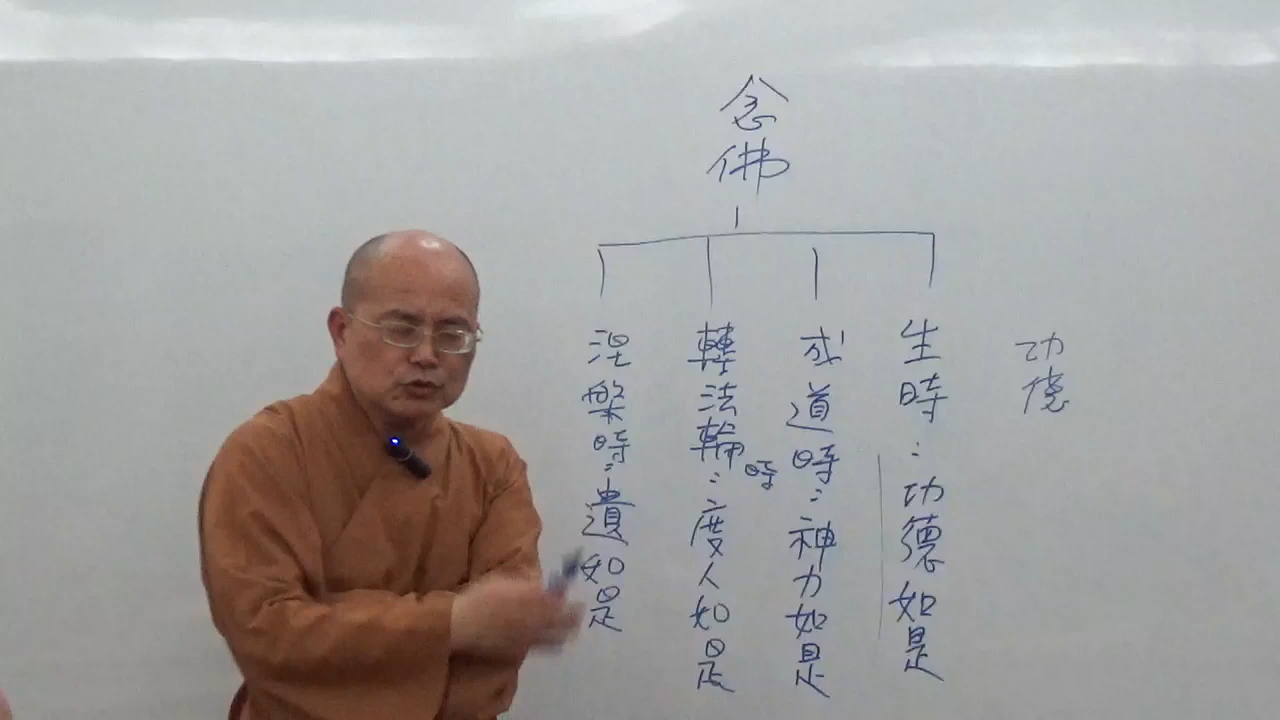 念佛
功德
生時：功德如是
成道時：神力如是
轉法輪時：度人如是
涅槃時：遺如是